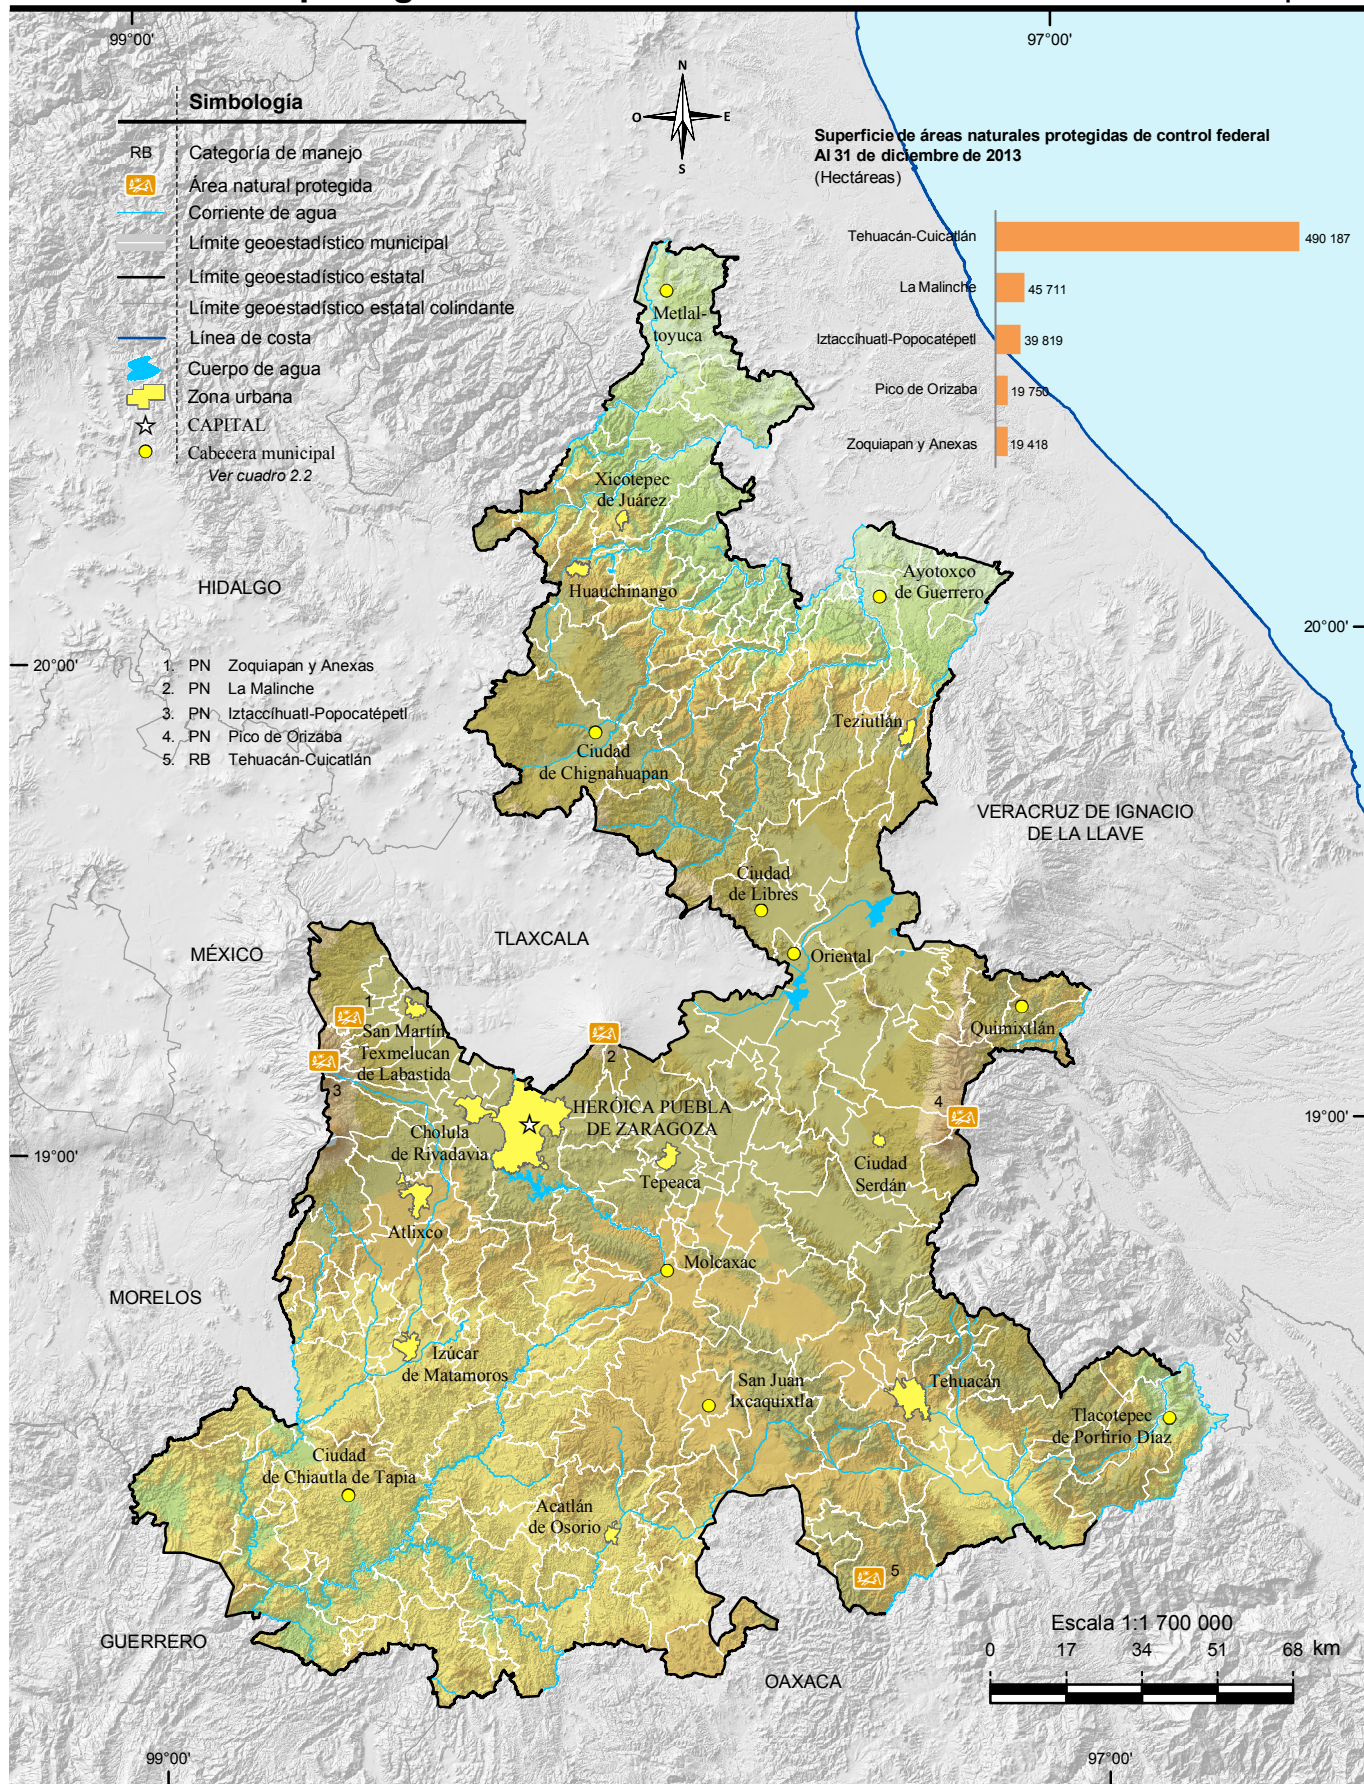 99°00'
97°00'
N
O
E
S
Simbología
RB Categoría de manejo
Área natural protegida
Corriente de agua
Límite geoestadístico municipal
Límite geoestadístico estatal
Límite geoestadístico estatal colindante
Línea de costa
Cuerpo de agua
Zona urbana
CAPITAL
Cabecera municipal
Ver cuadro 2.2
Superficie de áreas naturales protegidas de control federal
Al 31 de diciembre de 2013
(Hectáreas)
Tehuacán-Cuicatlán 490 187
La Malinche 45 711
Iztaccíhuatl-Popocatépetl 39 819
Pico de Orizaba 19 750
Zoquiapan y Anexas 19 418
Metlal-
toyuca
Xicotepec
de Juárez
Huauchinango
Ayotoxco
de Guerrero
HIDALGO
20°00'
20°00'
1. PN Zoquiapan y Anexas
2. PN La Malinche
3. PN Iztaccíhuatl-Popocatépetl
4. PN Pico de Orizaba
5. RB Tehuacán-Cuicatlán
Teziutlán
Ciudad
de Chignahuapan
VERACRUZ DE IGNACIO
DE LA LLAVE
Ciudad
de Libres
TLAXCALA
MÉXICO
Oriental
1
San Martín
Texmelucan
de Labastida
Quimixtlán
2
3
4
HEROICA PUEBLA
DE ZARAGOZA
Cholula
de Rivadavia
19°00'
19°00'
Tepeaca
Ciudad
Serdán
Atlixco
Molcaxac
MORELOS
Izúcar
de Matamoros
San Juan
Ixcaquixtla
Tehuacán
Tlacotepec
de Porfirio Díaz
Ciudad
de Chiautla de Tapia
Acatlán
de Osorio
5
GUERRERO
OAXACA
Escala 1:1 700 000
0 17 34 51 68 km
99°00'
97°00'